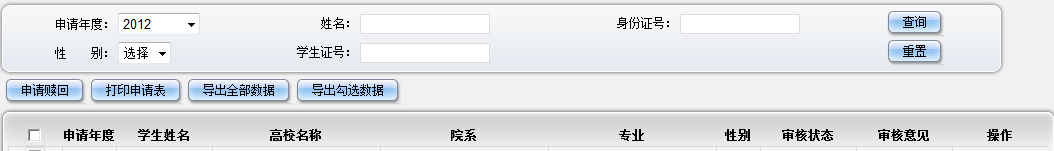 申请年度： 2012 姓名： 身份证号： 查询
性 别： 选择 学生证号： 重置
申请赎回 打印申请表 导出全部数据 导出勾选数据
申请年度 学生姓名 高校名称 院系 专业 性别 审核状态 审核意见 操作